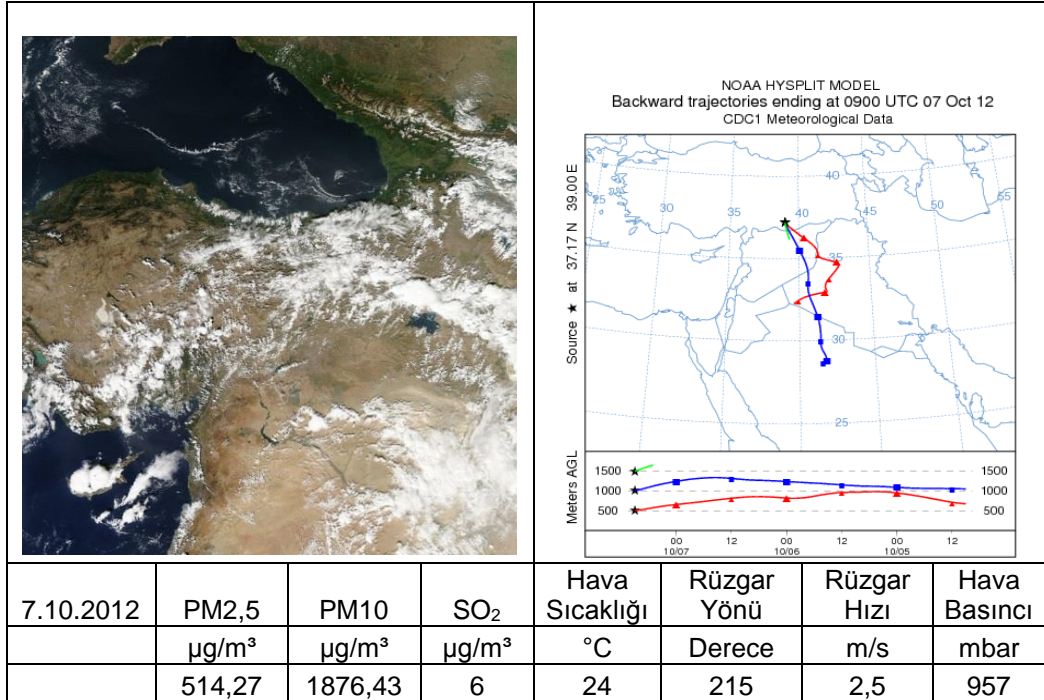 NOAA HYSPLIT MODEL
Backward trajectories ending at 0900 UTC 07 Oct 12
CDC1 Meteorological Data
Source ★ at 37.17 N 39.00 E
25
30
35
40
45
50
55
40
35
30
25
Meters AGL
1500
1000
500
1500
1000
500
00 12 00 12 00 12
10/07 10/06 10/05
7.10.2012 PM2,5 PM10 SO₂ Hava Sıcaklığı Rüzgar Yönü Rüzgar Hızı Hava Basıncı
µg/m³ µg/m³ µg/m³ °C Derece m/s mbar
514,27 1876,43 6 24 215 2,5 957